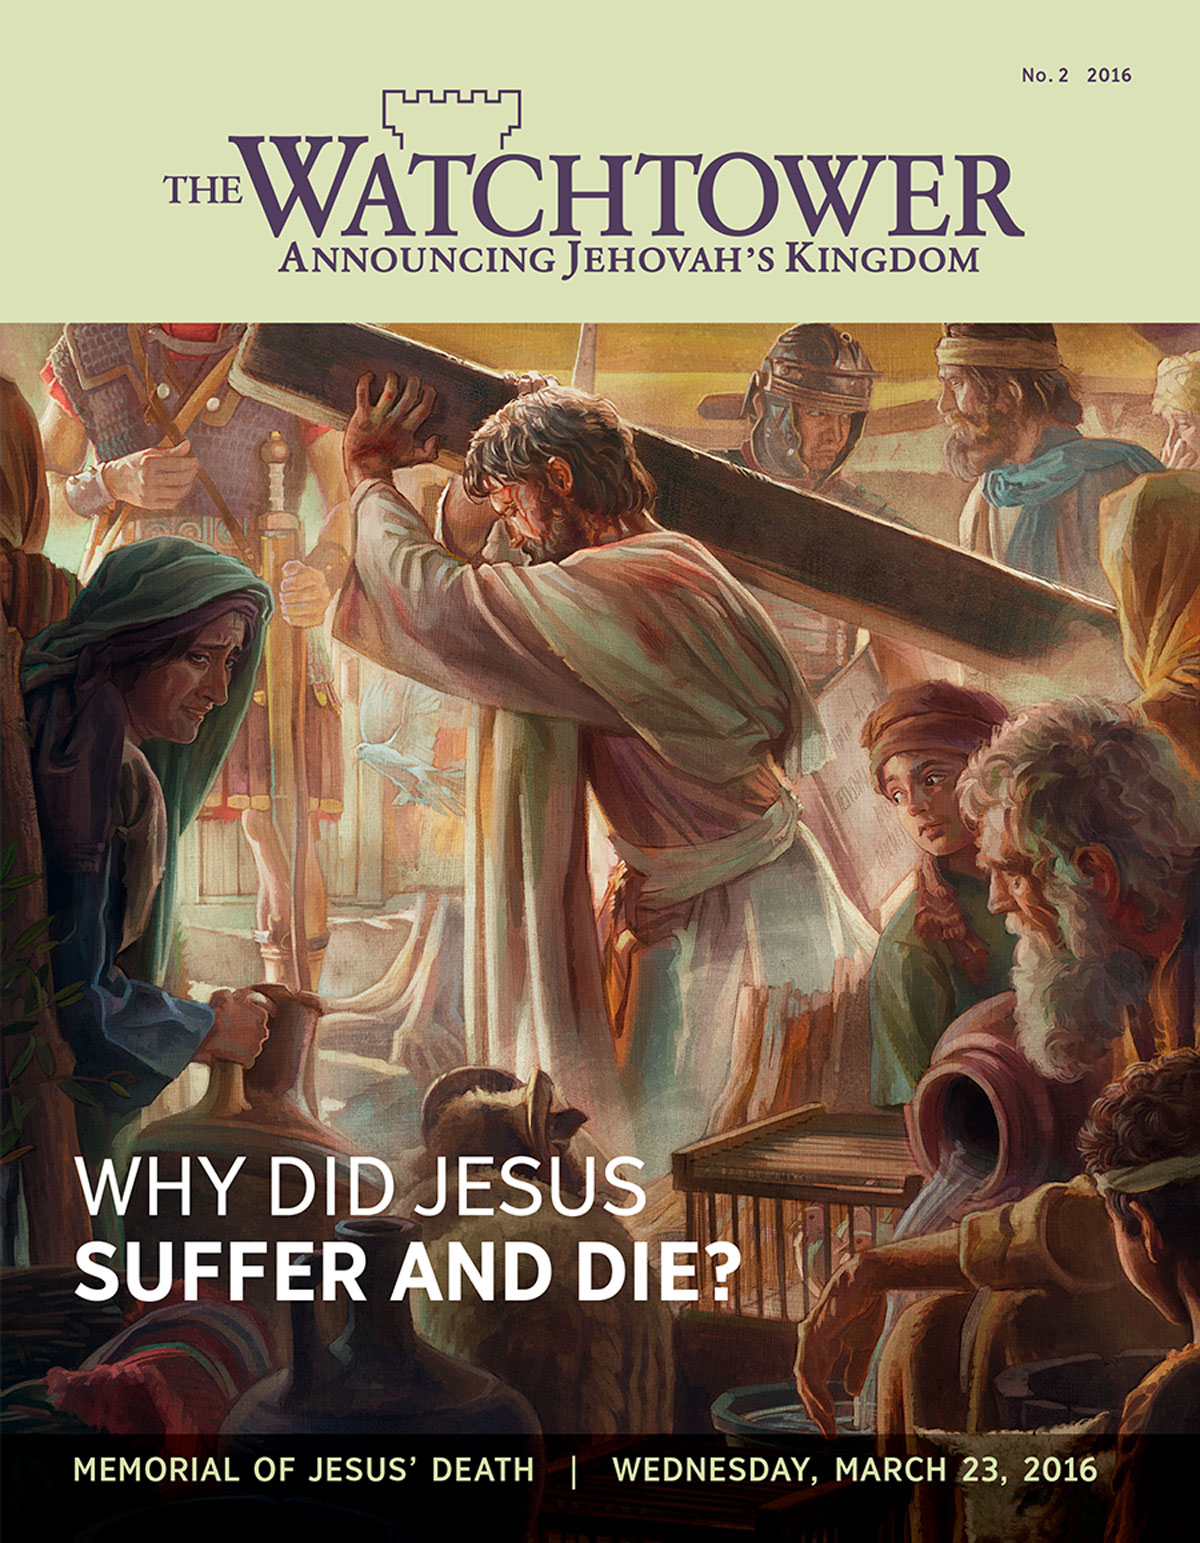 No. 2 2016
THE WATCHTOWER
ANNOUNCING JEHOVAH'S KINGDOM
WHY DID JESUS
SUFFER AND DIE?
MEMORIAL OF JESUS' DEATH | WEDNESDAY, MARCH 23, 2016